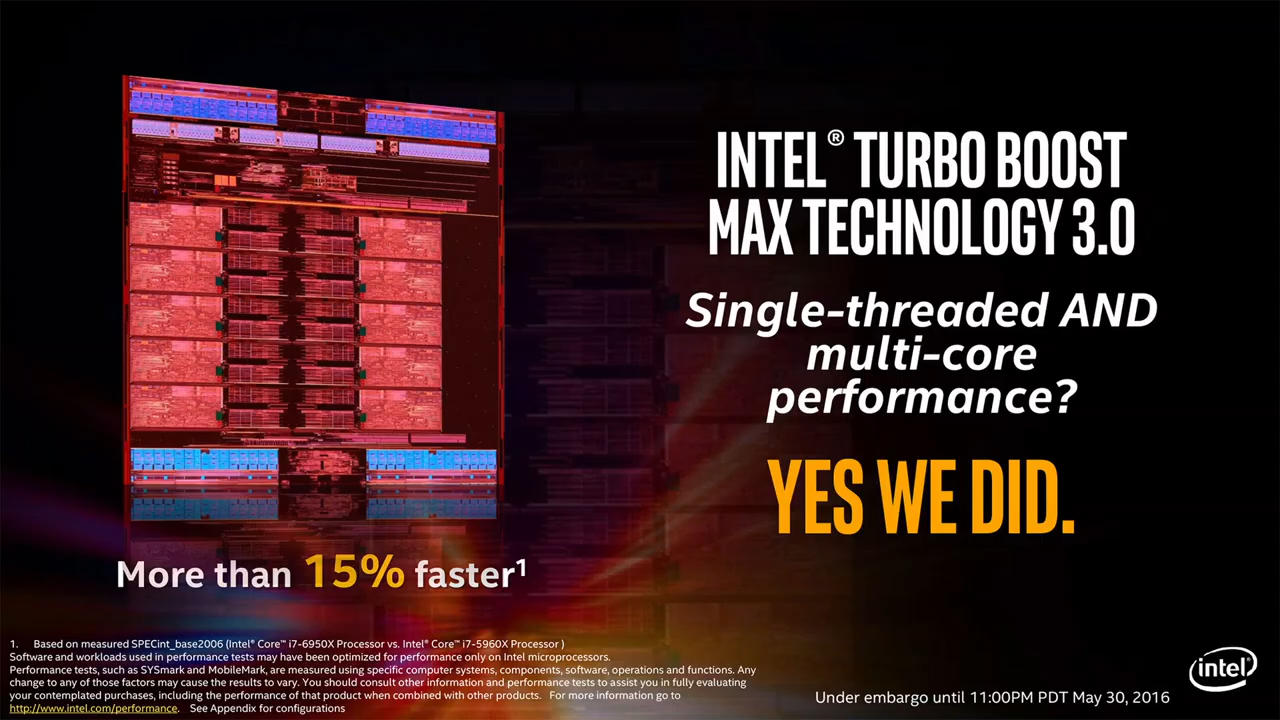 INTEL® TURBO BOOST
MAX TECHNOLOGY 3.0
Single-threaded AND
multi-core
performance?
YES WE DID.
More than 15% faster¹
1. Based on measured SPECint_base2006 (Intel® Core™ i7-6950X Processor vs. Intel® Core™ i7-5960X Processor )
Software and workloads used in performance tests may have been optimized for performance only on Intel microprocessors.
Performance tests, such as SYSmark and MobileMark, are measured using specific computer systems, components, software, operations and functions. Any
change to any of those factors may cause the results to vary. You should consult other information and performance tests to assist you in fully evaluating
your contemplated purchases, including the performance of that product when combined with other products. For more information go to
http://www.intel.com/performance. See Appendix for configurations
Under embargo until 11:00PM PDT May 30, 2016
intel